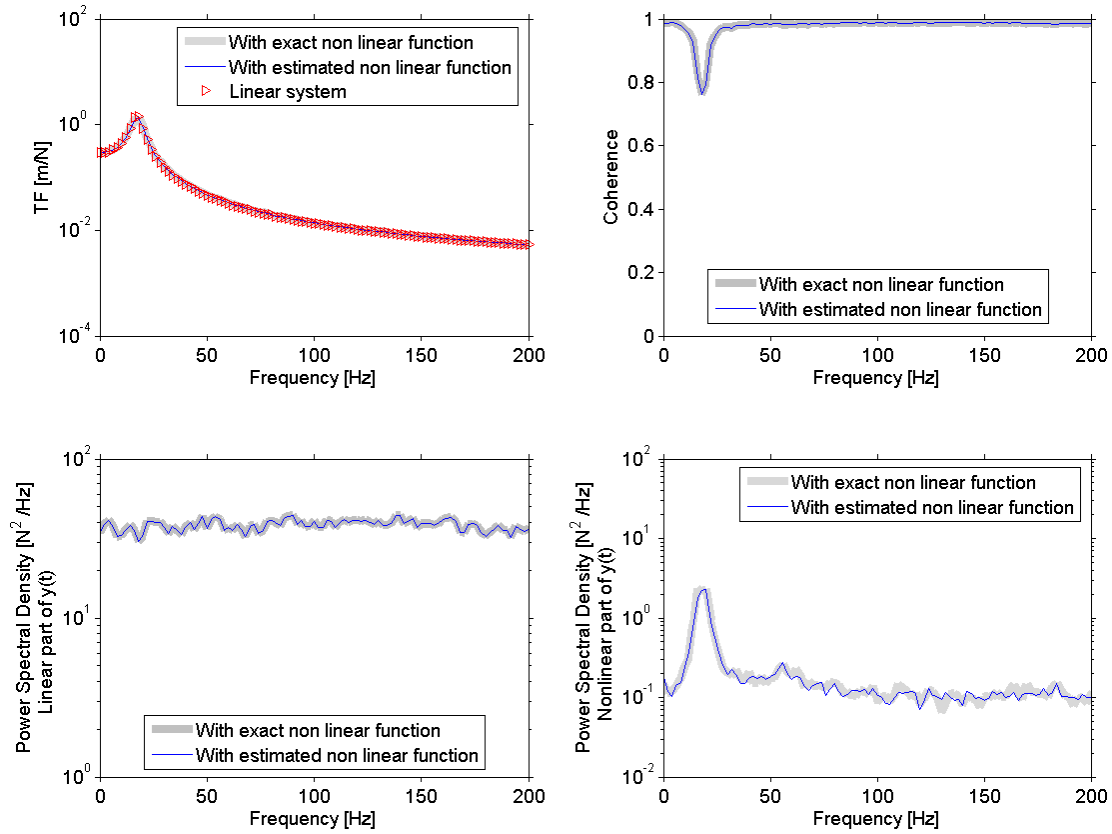 10^2
10^0
10^-2
10^-4
TF [m/N]
With exact non linear function
With estimated non linear function
Linear system
0 50 100 150 200
Frequency [Hz]
1
0.8
0.6
0.4
0.2
0
Coherence
With exact non linear function
With estimated non linear function
0 50 100 150 200
Frequency [Hz]
10^2
10^1
10^0
Power Spectral Density [N^2 /Hz]
Linear part of y(t)
With exact non linear function
With estimated non linear function
0 50 100 150 200
Frequency [Hz]
10^2
10^1
10^0
10^-1
10^-2
Power Spectral Density [N^2 /Hz]
Nonlinear part of y(t)
With exact non linear function
With estimated non linear function
0 50 100 150 200
Frequency [Hz]